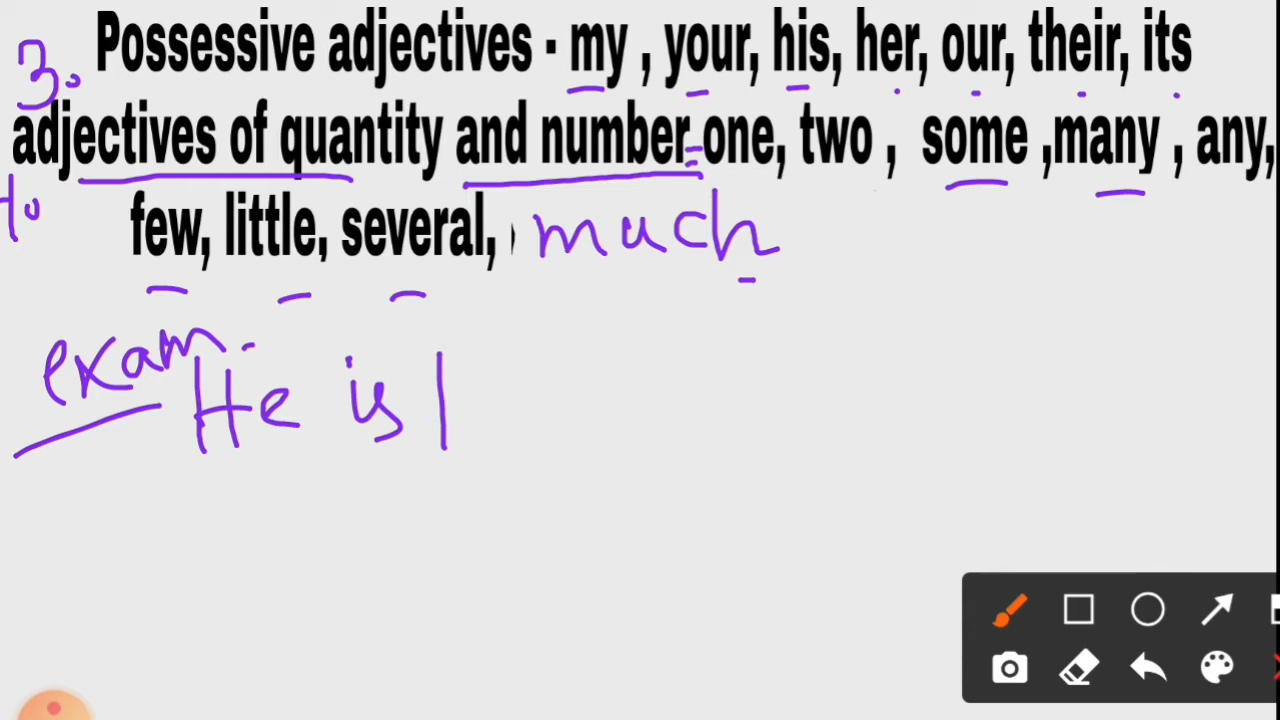 3. Possessive adjectives - my , your, his, her, our, their, its
adjectives of quantity and number = one, two , some ,many , any,
few, little, several, much
exam.
He is